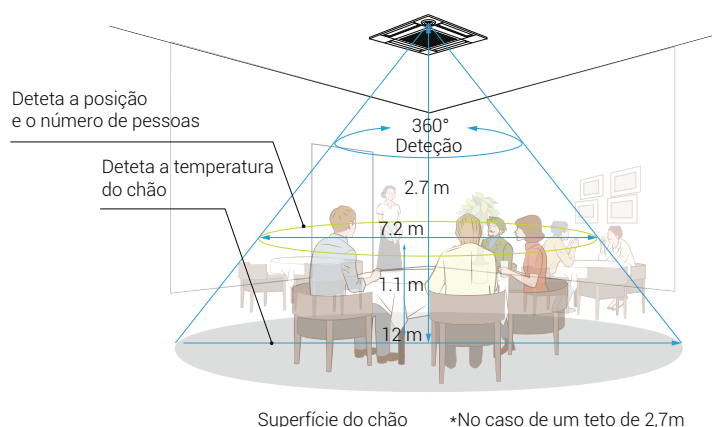 Deteta a posição
e o número de pessoas
Deteta a temperatura
do chão
360°
Deteção
2.7 m
7.2 m
1.1 m
12 m
Superfície do chão
*No caso de um teto de 2,7m